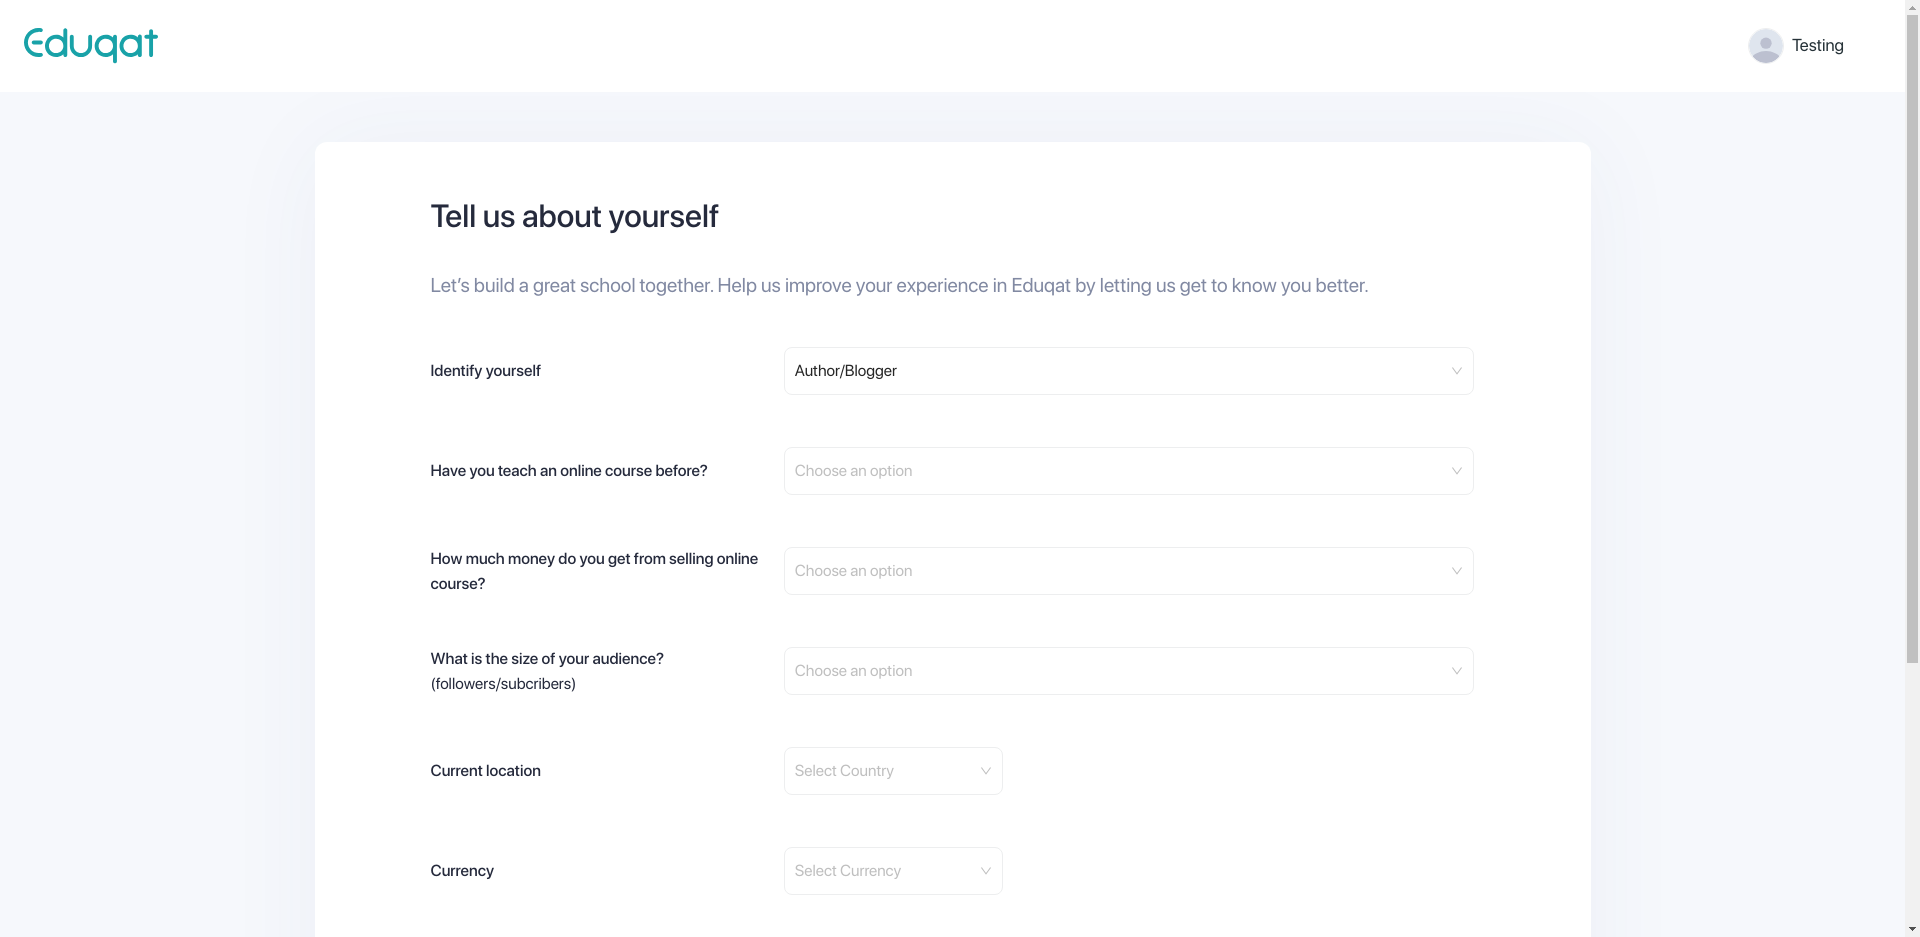 Eduqat
Testing
Tell us about yourself
Let's build a great school together. Help us improve your experience in Eduqat by letting us get to know you better.
Identify yourself
Author/Blogger
Have you teach an online course before?
Choose an option
How much money do you get from selling online
course?
Choose an option
What is the size of your audience?
(followers/subcribers)
Choose an option
Current location
Select Country
Currency
Select Currency